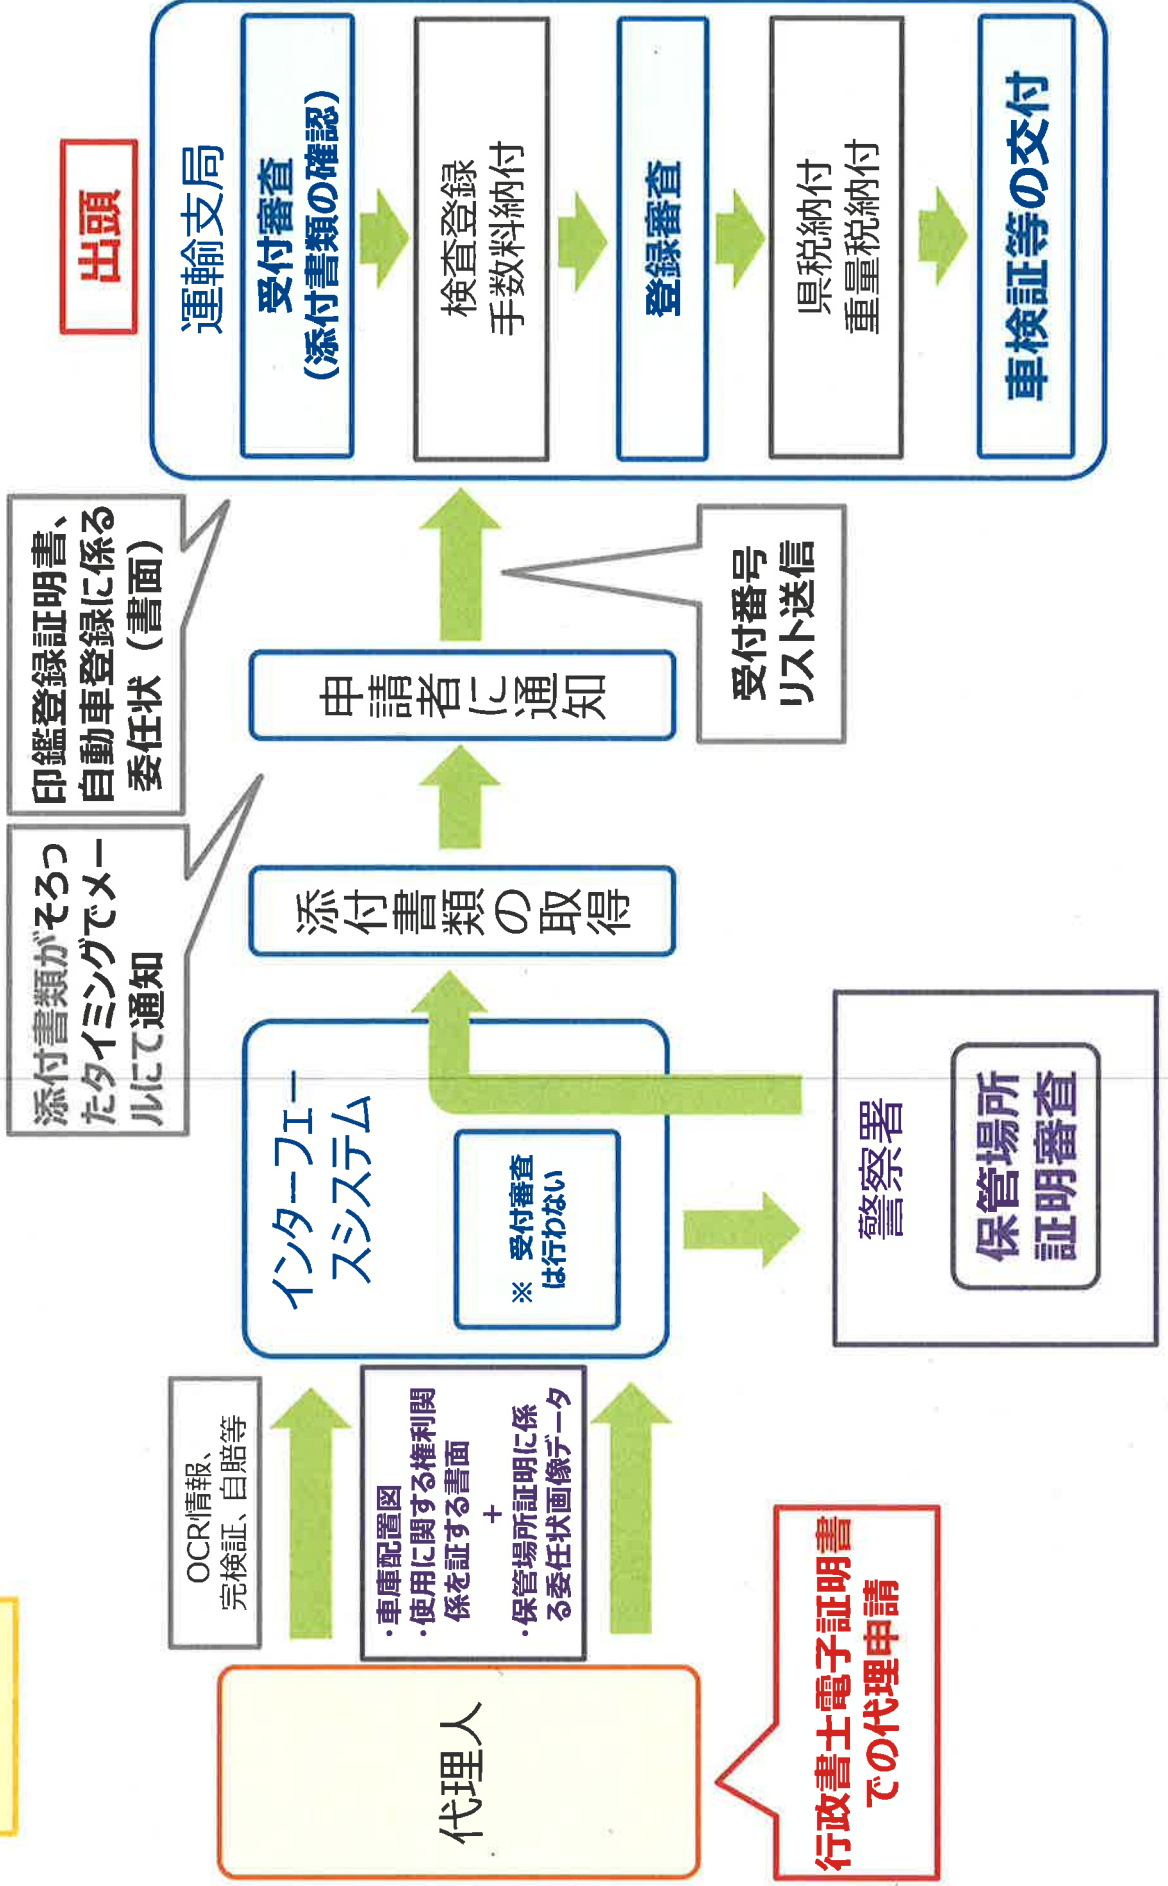 代理人
行政書士電子証明書
での代理申請
OCR情報、
完検証、自賠等
・車庫配置図
・使用に関する権利関
係を証する書面
+
・保管場所証明に係
る委任状画像データ
インターフェー
スシステム
※ 受付審査
は行わない
警察署
保管場所
証明審査
添付書類がそろっ
たタイミングでメー
ルにて通知
添付書類の取得
申請者に通知
印鑑登録証明書、
自動車登録に係る
委任状（書面）
受付番号
リスト送信
出頭
運輸支局
受付審査
（添付書類の確認）
検査登録
手数料納付
登録審査
県税納付
重量税納付
車検証等の交付